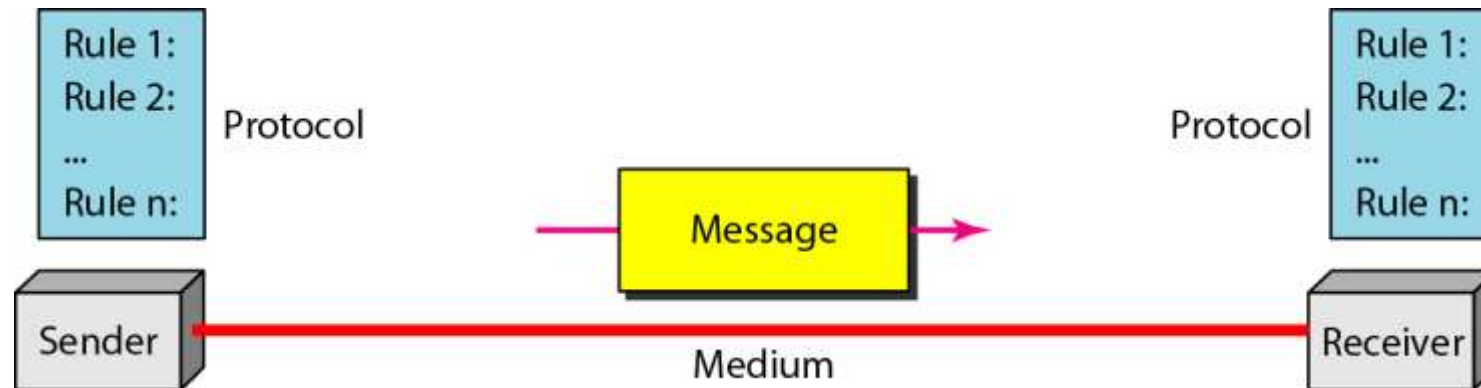 Rule 1:
Rule 2:
...
Rule n:
Protocol
Message
Protocol
Rule 1:
Rule 2:
...
Rule n:
Sender
Medium
Receiver